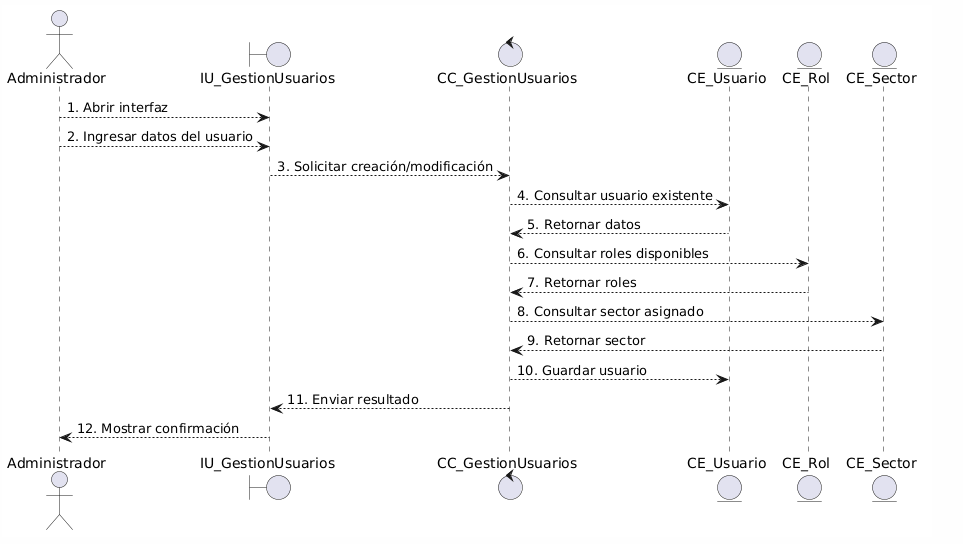 Administrador
IU_GestionUsuarios
CC_GestionUsuarios
CE_Usuario
CE_Rol
CE_Sector
1. Abrir interfaz
2. Ingresar datos del usuario
3. Solicitar creación/modificación
4. Consultar usuario existente
5. Retornar datos
6. Consultar roles disponibles
7. Retornar roles
8. Consultar sector asignado
9. Retornar sector
10. Guardar usuario
11. Enviar resultado
12. Mostrar confirmación
Administrador
IU_GestionUsuarios
CC_GestionUsuarios
CE_Usuario
CE_Rol
CE_Sector